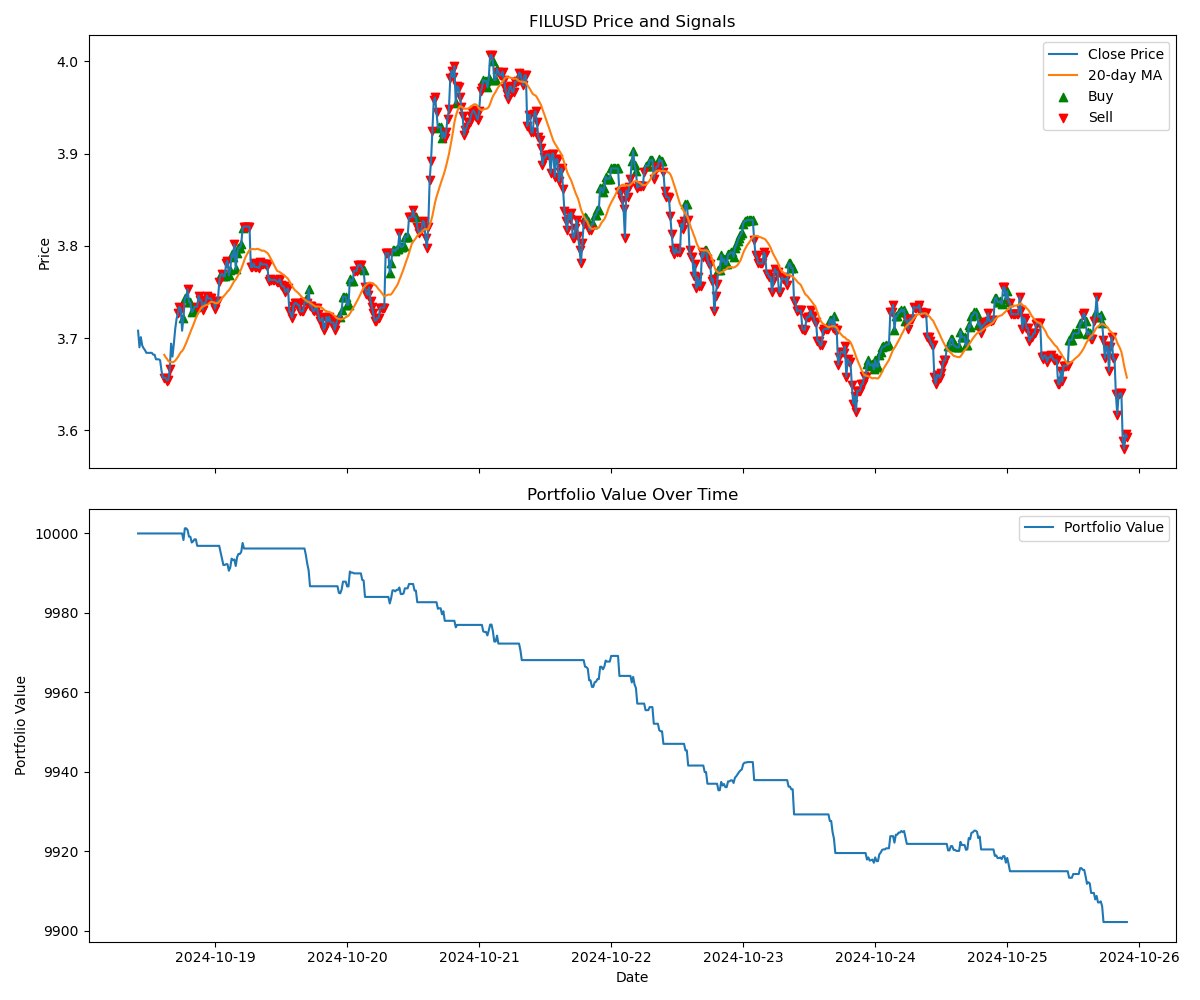 FILUSD Price and Signals
Price
4.0
3.9
3.8
3.7
3.6
Close Price
20-day MA
Buy
Sell
Portfolio Value Over Time
Portfolio Value
10000
9980
9960
9940
9920
9900
Portfolio Value
2024-10-19
2024-10-20
2024-10-21
2024-10-22
2024-10-23
2024-10-24
2024-10-25
2024-10-26
Date